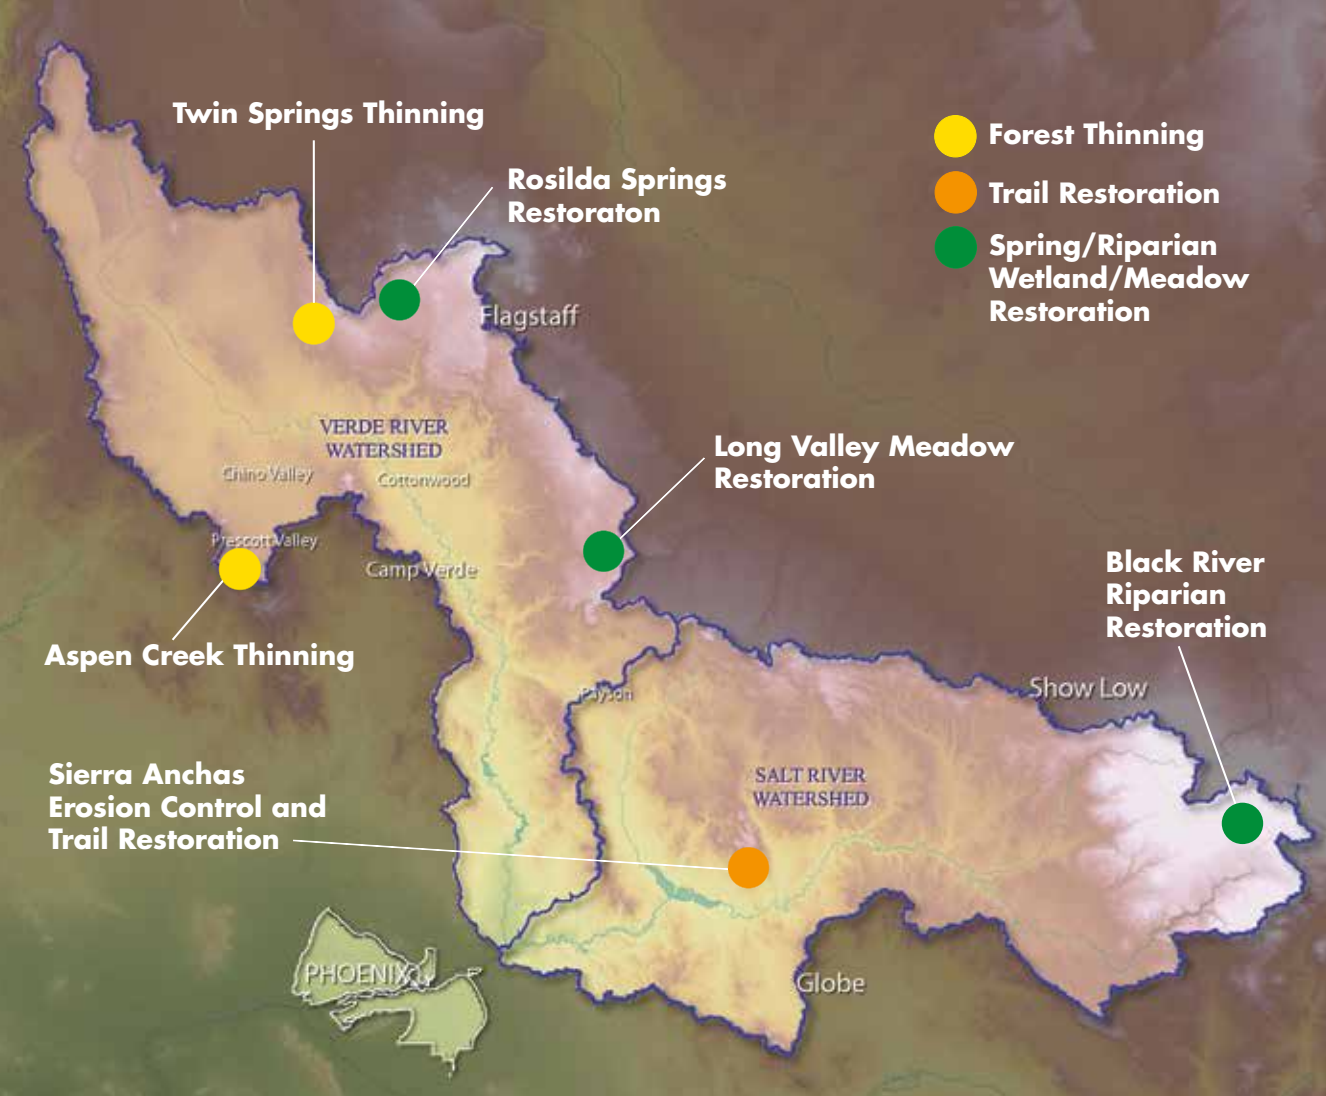 Twin Springs Thinning
Rosilda Springs
Restoraton
Forest Thinning
Trail Restoration
Spring/Riparian
Wetland/Meadow
Restoration
Flagstaff
VERDE RIVER
WATERSHED
Chino Valley
Cottonwood
Long Valley Meadow
Restoration
Prescott Valley
Camp Verde
Aspen Creek Thinning
Black River
Riparian
Restoration
Payson
Show Low
Sierra Anchas
Erosion Control and
Trail Restoration
SALT RIVER
WATERSHED
PHOENIX
Globe